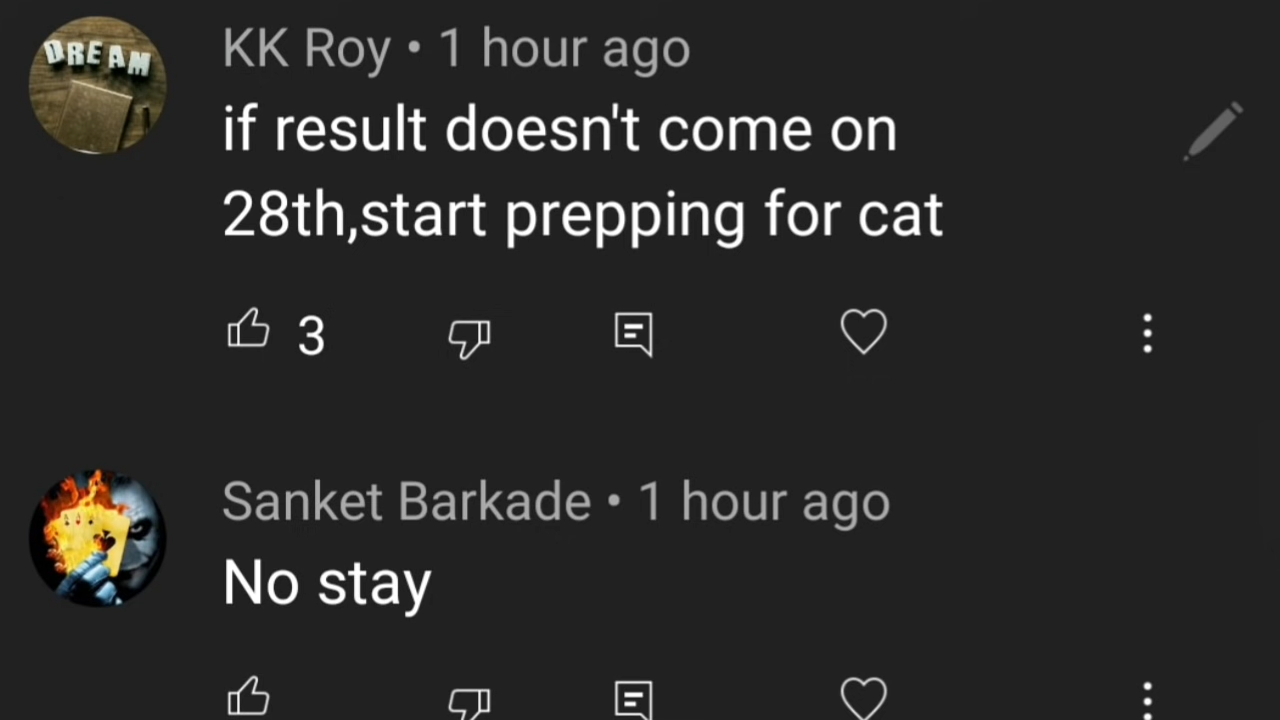 DREAM
KK Roy • 1 hour ago
if result doesn't come on
28th,start prepping for cat
3
Sanket Barkade • 1 hour ago
No stay